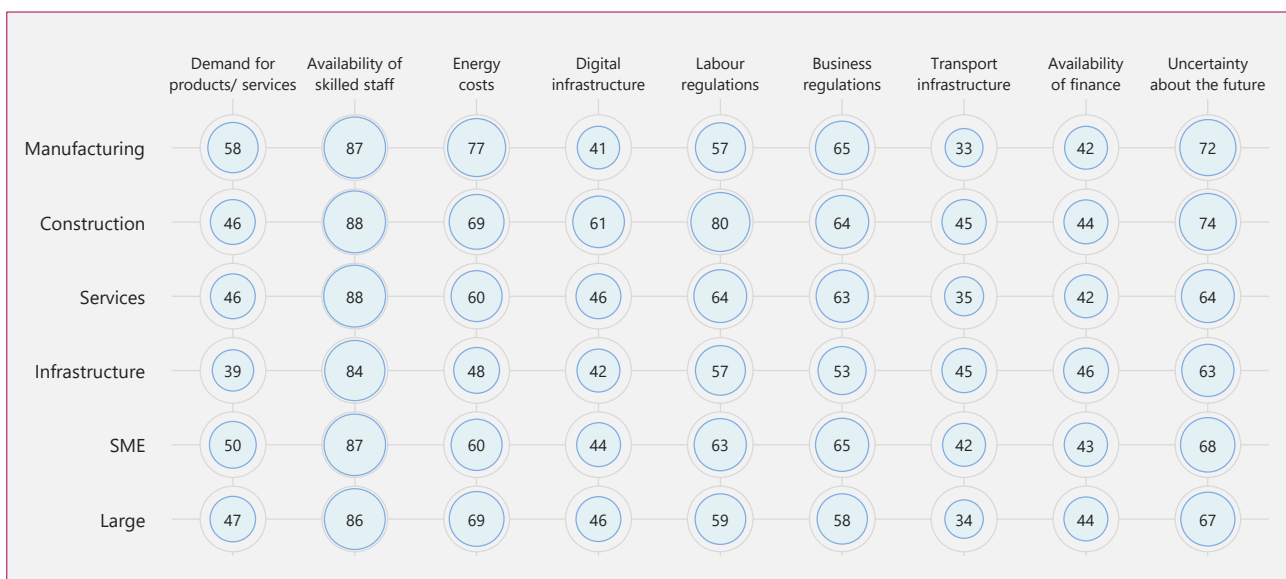 Demand for products/ services
Availability of skilled staff
Energy costs
Digital infrastructure
Labour regulations
Business regulations
Transport infrastructure
Availability of finance
Uncertainty about the future
Manufacturing 58 87 77 41 57 65 33 42 72
Construction 46 88 69 61 80 64 45 44 74
Services 46 88 60 46 64 63 35 42 64
Infrastructure 39 84 48 42 57 53 45 46 63
SME 50 87 60 44 63 65 42 43 68
Large 47 86 69 46 59 58 34 44 67